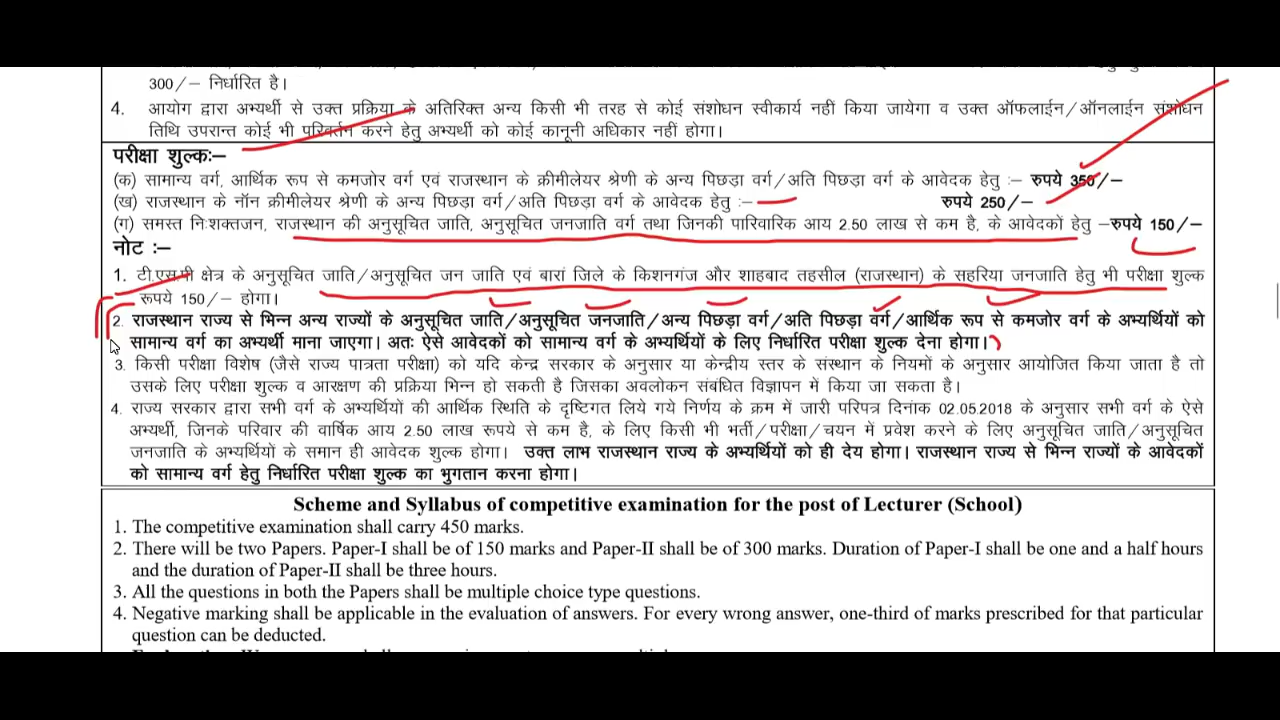 300/– निर्धारित है।
4. आयोग द्वारा अभ्यर्थी से उक्त प्रक्रिया के अतिरिक्त अन्य किसी भी तरह से कोई संशोधन स्वीकार्य नहीं किया जायेगा व उक्त ऑफलाईन/ऑनलाईन संशोधन
तिथि उपरान्त कोई भी परिवर्तन करने हेतु अभ्यर्थी को कोई कानूनी अधिकार नहीं होगा।
परीक्षा शुल्कः–
(क) सामान्य वर्ग, आर्थिक रूप से कमजोर वर्ग एवं राजस्थान के क्रीमीलेयर श्रेणी के अन्य पिछड़ा वर्ग/अति पिछड़ा वर्ग के आवेदक हेतु :– रुपये 350/–
(ख) राजस्थान के नॉन क्रीमीलेयर श्रेणी के अन्य पिछड़ा वर्ग/अति पिछड़ा वर्ग के आवेदक हेतु :– रुपये 250/–
(ग) समस्त निःशक्तजन, राजस्थान की अनुसूचित जाति, अनुसूचित जनजाति वर्ग तथा जिनकी पारिवारिक आय 2.50 लाख से कम है, के आवेदकों हेतु –रुपये 150/–
नोट :–
1. टी.एस.पी क्षेत्र के अनुसूचित जाति/अनुसूचित जन जाति एवं बारां जिले के किशनगंज और शाहबाद तहसील (राजस्थान) के सहरिया जनजाति हेतु भी परीक्षा शुल्क
रूपये 150/– होगा।
2. राजस्थान राज्य से भिन्न अन्य राज्यों के अनुसूचित जाति/अनुसूचित जनजाति/अन्य पिछड़ा वर्ग/अति पिछड़ा वर्ग/आर्थिक रूप से कमजोर वर्ग के अभ्यर्थियों को
सामान्य वर्ग का अभ्यर्थी माना जाएगा। अतः ऐसे आवेदकों को सामान्य वर्ग के अभ्यर्थियों के लिए निर्धारित परीक्षा शुल्क देना होगा।
3. किसी परीक्षा विशेष (जैसे राज्य पात्रता परीक्षा) को यदि केन्द्र सरकार के अनुसार या केन्द्रीय स्तर के संस्थान के नियमों के अनुसार आयोजित किया जाता है तो
उसके लिए परीक्षा शुल्क व आरक्षण की प्रक्रिया भिन्न हो सकती है जिसका अवलोकन संबधित विज्ञापन में किया जा सकता है।
4. राज्य सरकार द्वारा सभी वर्ग के अभ्यर्थियों की आर्थिक स्थिति के दृष्टिगत लिये गये निर्णय के क्रम में जारी परिपत्र दिनांक 02.05.2018 के अनुसार सभी वर्ग के ऐसे
अभ्यर्थी, जिनके परिवार की वार्षिक आय 2.50 लाख रूपये से कम है, के लिए किसी भी भर्ती/परीक्षा/चयन में प्रवेश करने के लिए अनुसूचित जाति/अनुसूचित
जनजाति के अभ्यर्थियों के समान ही आवेदक शुल्क होगा। उक्त लाभ राजस्थान राज्य के अभ्यर्थियों को ही देय होगा। राजस्थान राज्य से भिन्न राज्यों के आवेदकों
को सामान्य वर्ग हेतु निर्धारित परीक्षा शुल्क का भुगतान करना होगा।
Scheme and Syllabus of competitive examination for the post of Lecturer (School)
1. The competitive examination shall carry 450 marks.
2. There will be two Papers. Paper-I shall be of 150 marks and Paper-II shall be of 300 marks. Duration of Paper-I shall be one and a half hours
and the duration of Paper-II shall be three hours.
3. All the questions in both the Papers shall be multiple choice type questions.
4. Negative marking shall be applicable in the evaluation of answers. For every wrong answer, one-third of marks prescribed for that particular
question can be deducted.